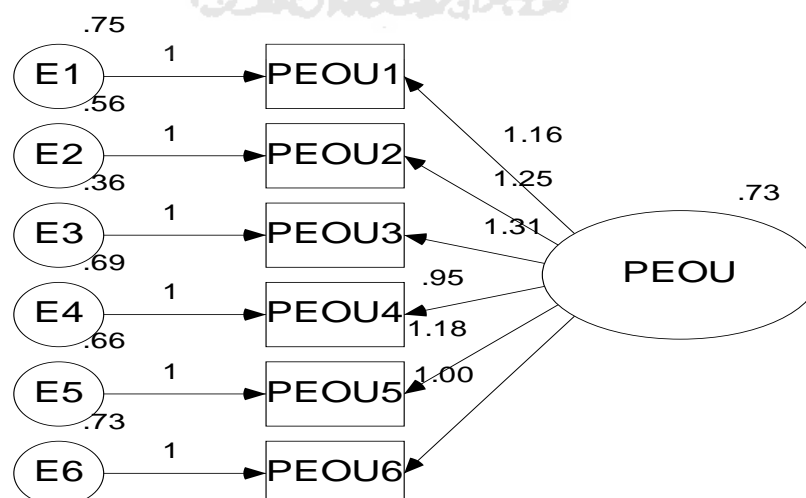 .75
E1 1 PEOU1
.56
1.16
E2 1 PEOU2
1.25
.36
.73
E3 1 PEOU3
1.31
.69
PEOU
.95
E4 1 PEOU4
1.18
.66
E5 1 PEOU5
1.00
.73
E6 1 PEOU6